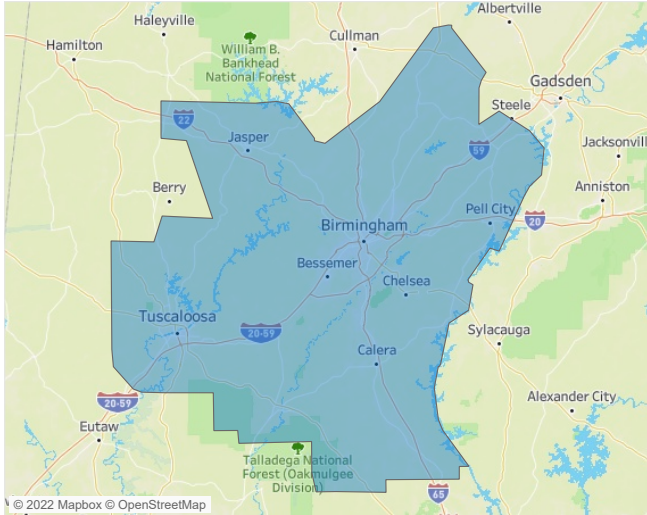 Haleyville
Albertville
Hamilton
Cullman
William B.
Bankhead
National Forest
Gadsden
Steele
22
Jasper
59
Jacksonville
Berry
Anniston
Pell City
20
Birmingham
Bessemer
Chelsea
Tuscaloosa
20-59
Sylacauga
Calera
20-59
Alexander City
Eutaw
Talladega National
Forest (Oakmulgee
Division)
65
© 2022 Mapbox © OpenStreetMap